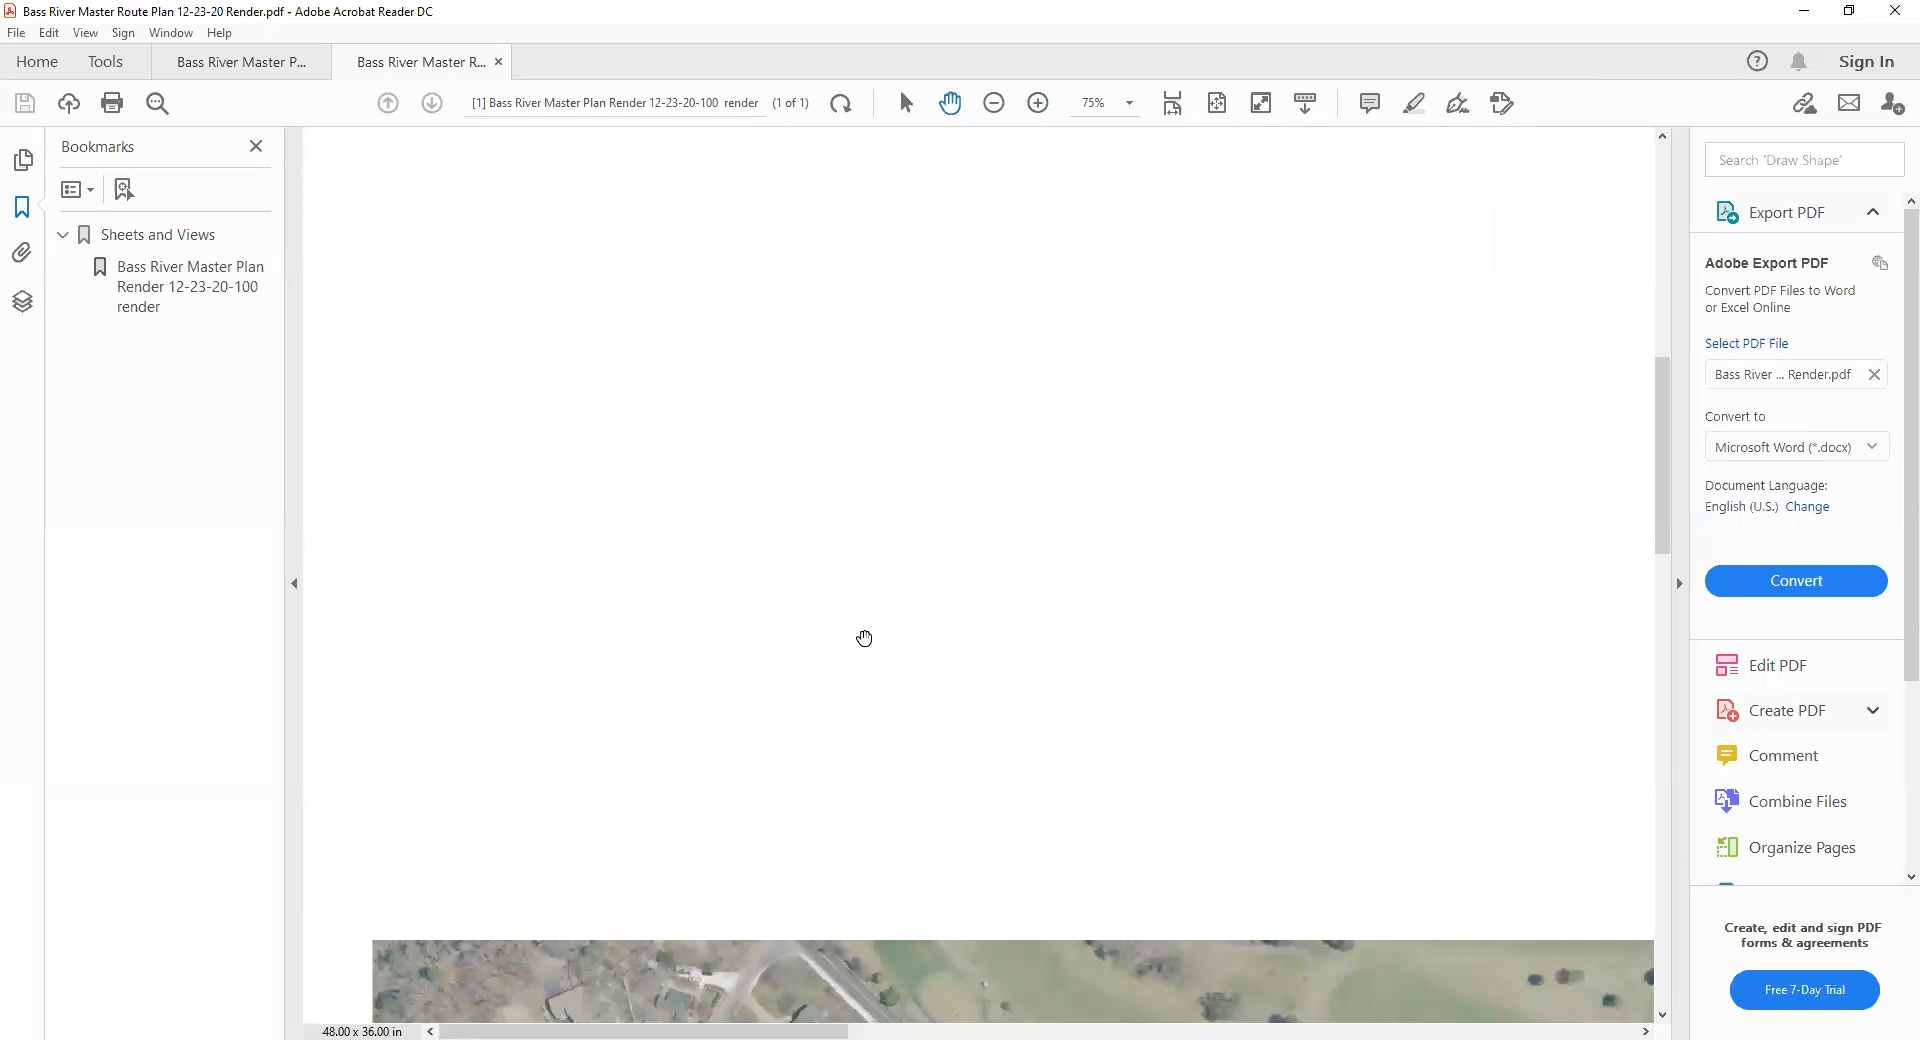 Bass River Master Route Plan 12-23-20 Render.pdf - Adobe Acrobat Reader DC
File Edit View Sign Window Help
Home Tools Bass River Master P... Bass River Master R... Sign In
[1] Bass River Master Plan Render 12-23-20-100 render (1 of 1) 75%
Bookmarks
Sheets and Views
Bass River Master Plan
Render 12-23-20-100
render
Search 'Draw Shape'
Export PDF
Adobe Export PDF
Convert PDF Files to Word
or Excel Online
Select PDF File
Bass River ... Render.pdf
Convert to
Microsoft Word (*.docx)
Document Language:
English (U.S.) Change
Convert
Edit PDF
Create PDF
Comment
Combine Files
Organize Pages
Create, edit and sign PDF
forms & agreements
Free 7-Day Trial
48.00 x 36.00 in